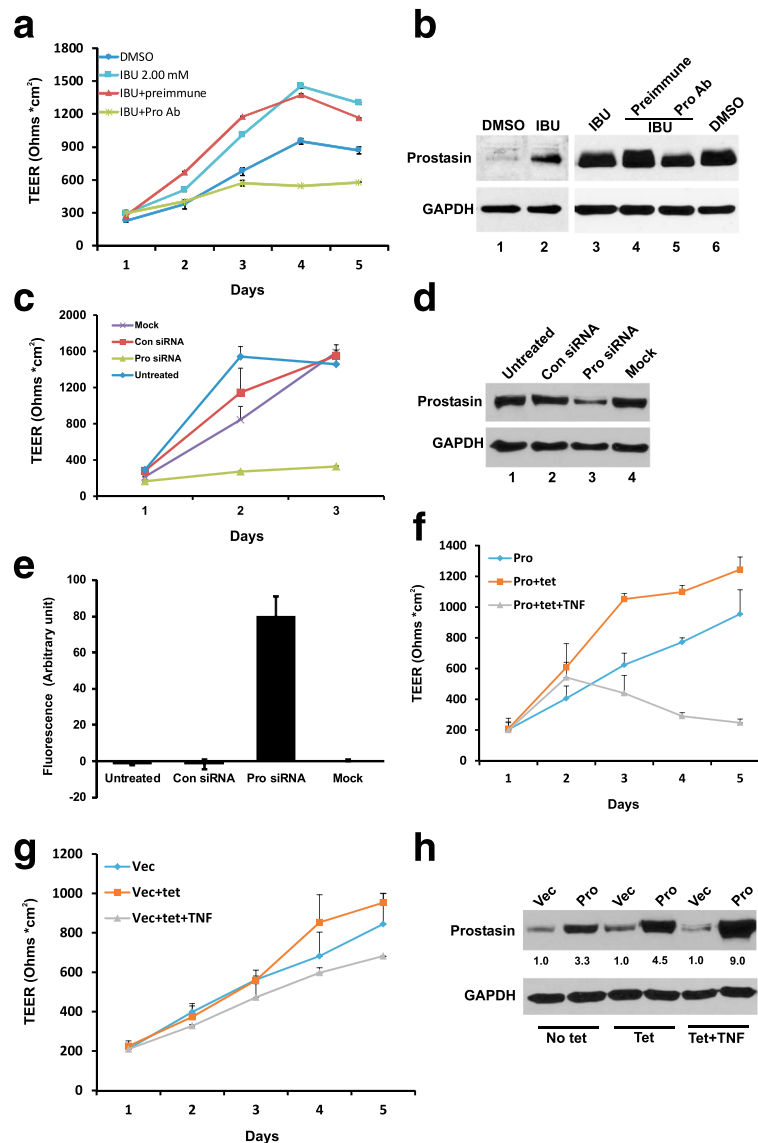 a
TEER (Ohms *cm²)
1800
1500
1200
900
600
300
0
DMSO
IBU 2.00 mM
IBU+preimmune
IBU+Pro Ab
1 2 3 4 5
Days
b
DMSO IBU IBU Preimmune Pro Ab DMSO
IBU
Prostasin
GAPDH
1 2 3 4 5 6
c
TEER (Ohms *cm²)
2000
1600
1200
800
400
0
Mock
Con siRNA
Pro siRNA
Untreated
1 2 3
Days
d
Untreated Con siRNA Pro siRNA Mock
Prostasin
GAPDH
1 2 3 4
e
Fluorescence (Arbitrary unit)
100
80
60
40
20
0
-20
Untreated Con siRNA Pro siRNA Mock
f
TEER (Ohms *cm²)
1400
1200
1000
800
600
400
200
0
Pro
Pro+tet
Pro+tet+TNF
1 2 3 4 5
Days
g
TEER (Ohms *cm²)
1200
1000
800
600
400
200
0
Vec
Vec+tet
Vec+tet+TNF
1 2 3 4 5
Days
h
Vec Pro Vec Pro Vec Pro
Prostasin
1.0 3.3 1.0 4.5 1.0 9.0
GAPDH
No tet Tet Tet+TNF